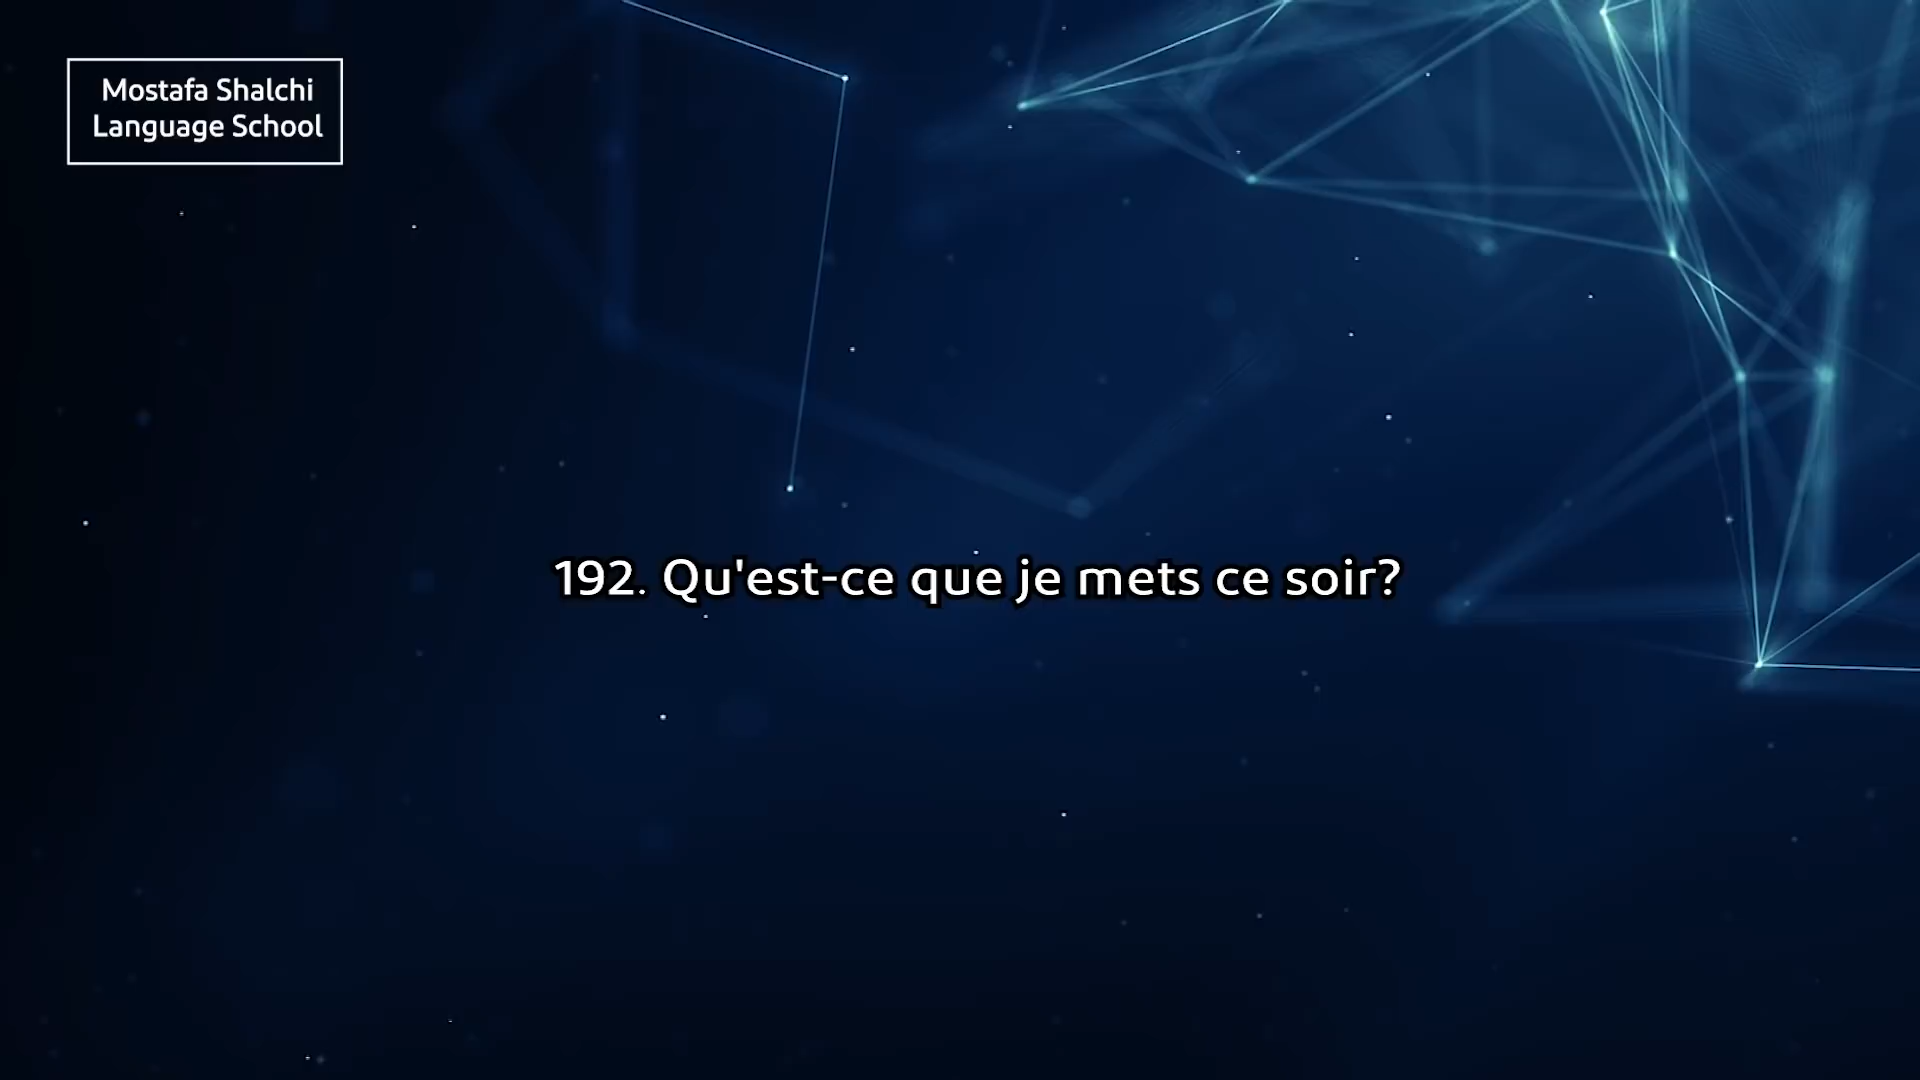 Mostafa Shalchi
Language School
192. Qu'est-ce que je mets ce soir?